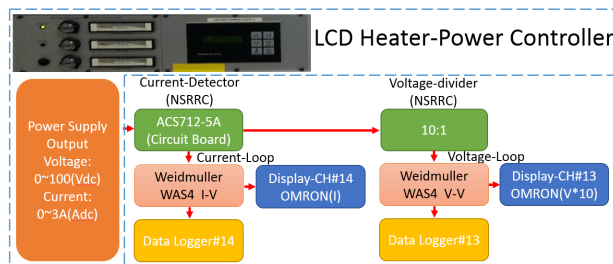 LCD Heater-Power Controller
Current-Detector
(NSRRC)
Voltage-divider
(NSRRC)
Power Supply
Output
Voltage:
0~100(Vdc)
Current:
0~3A(Adc)
ACS712-5A
(Circuit Board)
10:1
Current-Loop
Voltage-Loop
Weidmuller
WAS4 I-V
Display-CH#14
OMRON(I)
Weidmuller
WAS4 V-V
Display-CH#13
OMRON(V*10)
Data Logger#14
Data Logger#13